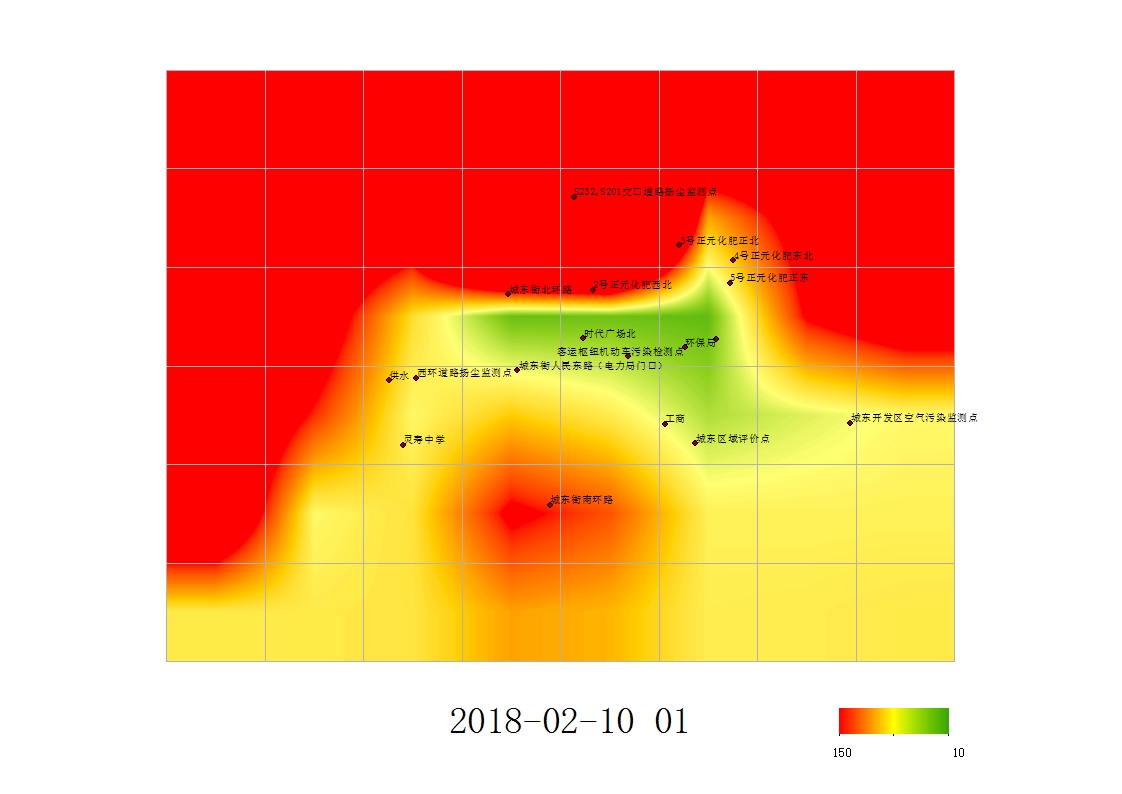 S232,S201交口道路扬尘监测点
3号正元化肥正北
4号正元化肥东北
5号正元化肥正东
2号正元化肥西北
城东街北环路
时代广场北
环保局
客运枢纽机动车污染检测点
城东街人民东路（电力局门口）
西环道路扬尘监测点
供水
工商
城东开发区空气污染监测点
城东区域评价点
灵寿中学
城东街南环路
2018-02-10 01
150
10